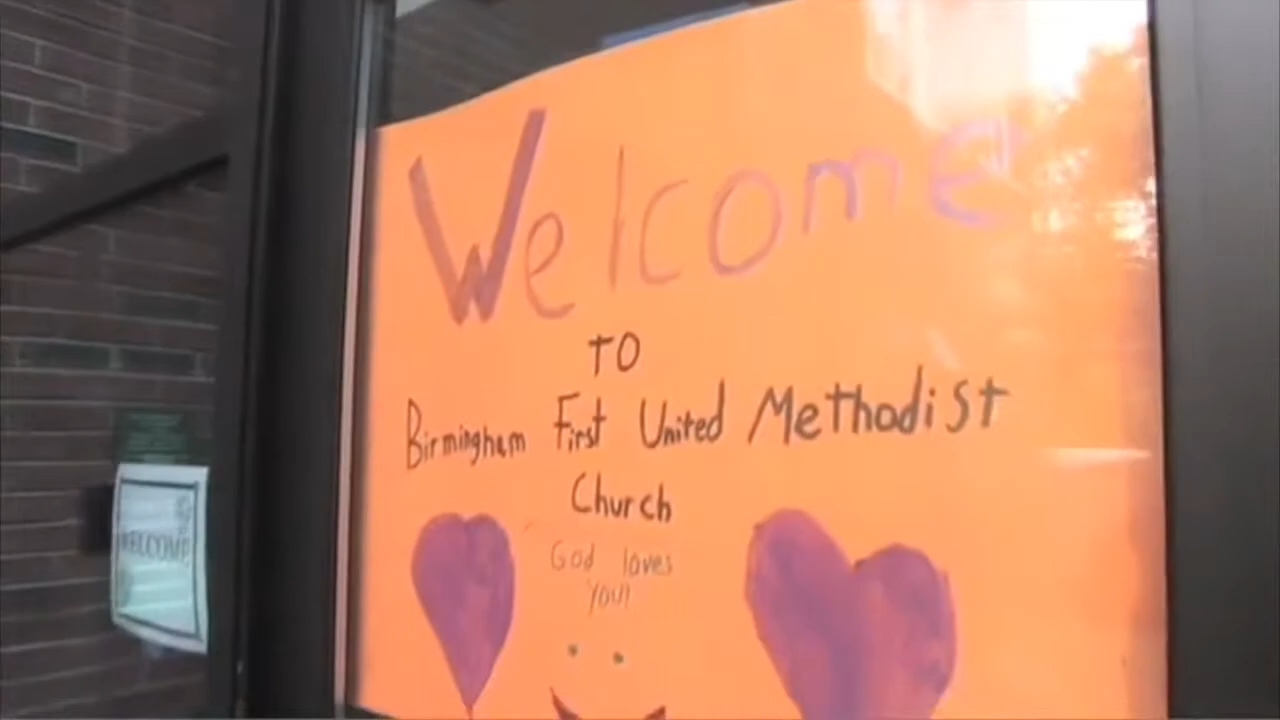 Welcome
TO
Birmingham First United Methodist
Church
God loves
You!!
WELCOME